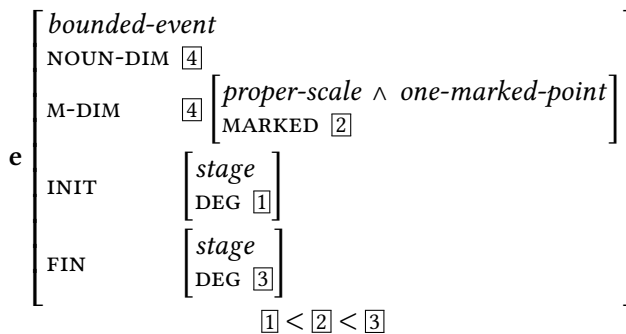 bounded-event
NOUN-DIM 4
M-DIM 4 proper-scale ∧ one-marked-point
MARKED 2
e
INIT stage
DEG 1
FIN stage
DEG 3
1 < 2 < 3